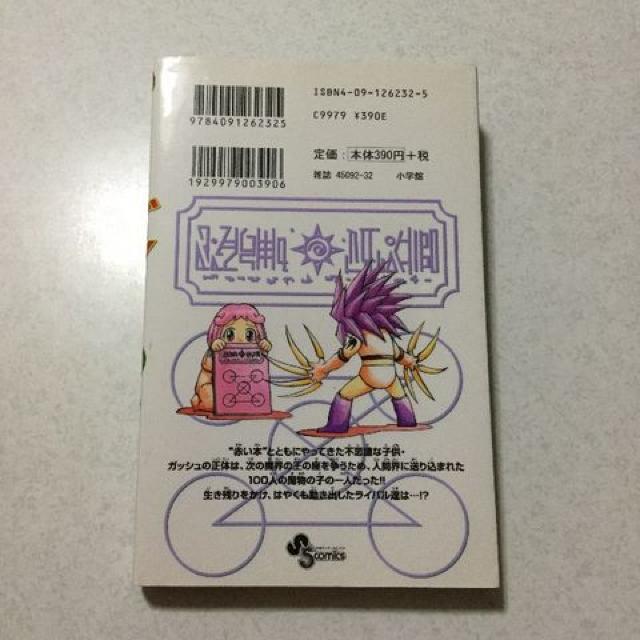 ISBN4-09-126232-5
9784091262325
C9979 ¥390E
定価：本体390円+税
雑誌 45092-32 小学館
1929979003906
“赤い本”とともにやってきた不思議な子供・
ガッシュの正体は、次の魔界の王の座を争うため、人間界に送り込まれた
100人の魔物の子の一人だった!!
生き残りをかけ、はやくも動き出したライバル達は…!?
comics